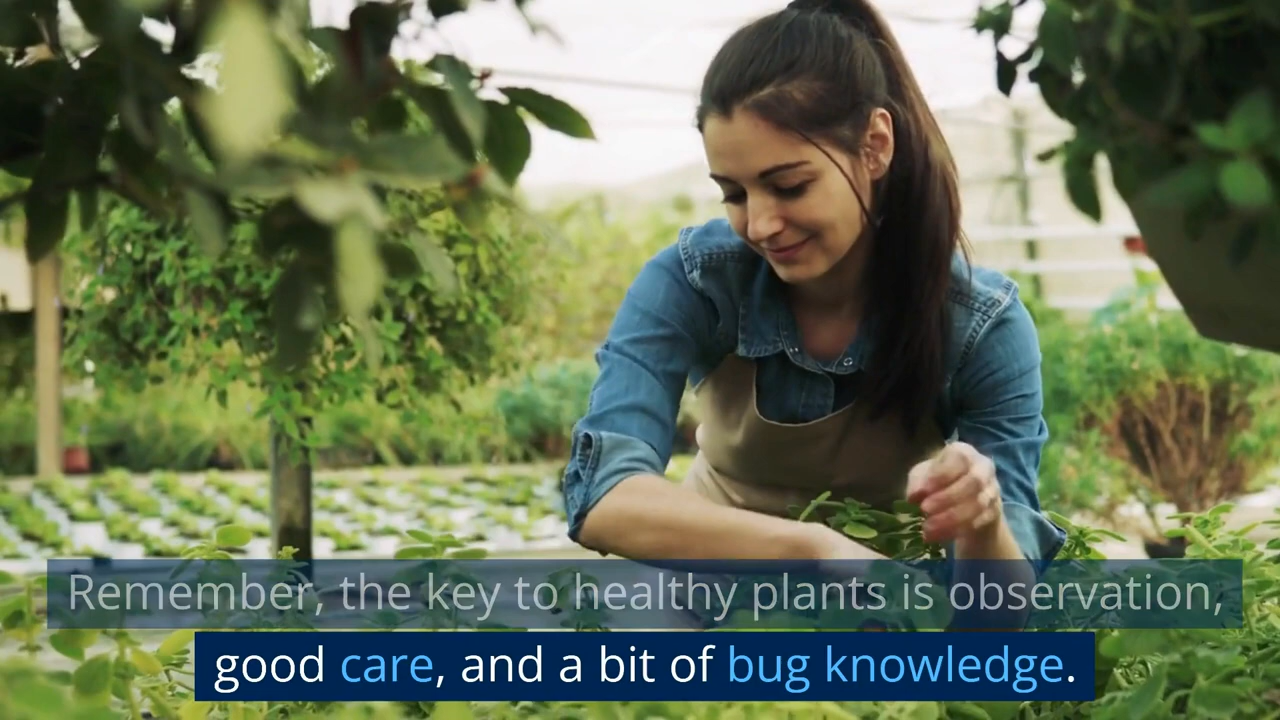 Remember, the key to healthy plants is observation,
good care, and a bit of bug knowledge.